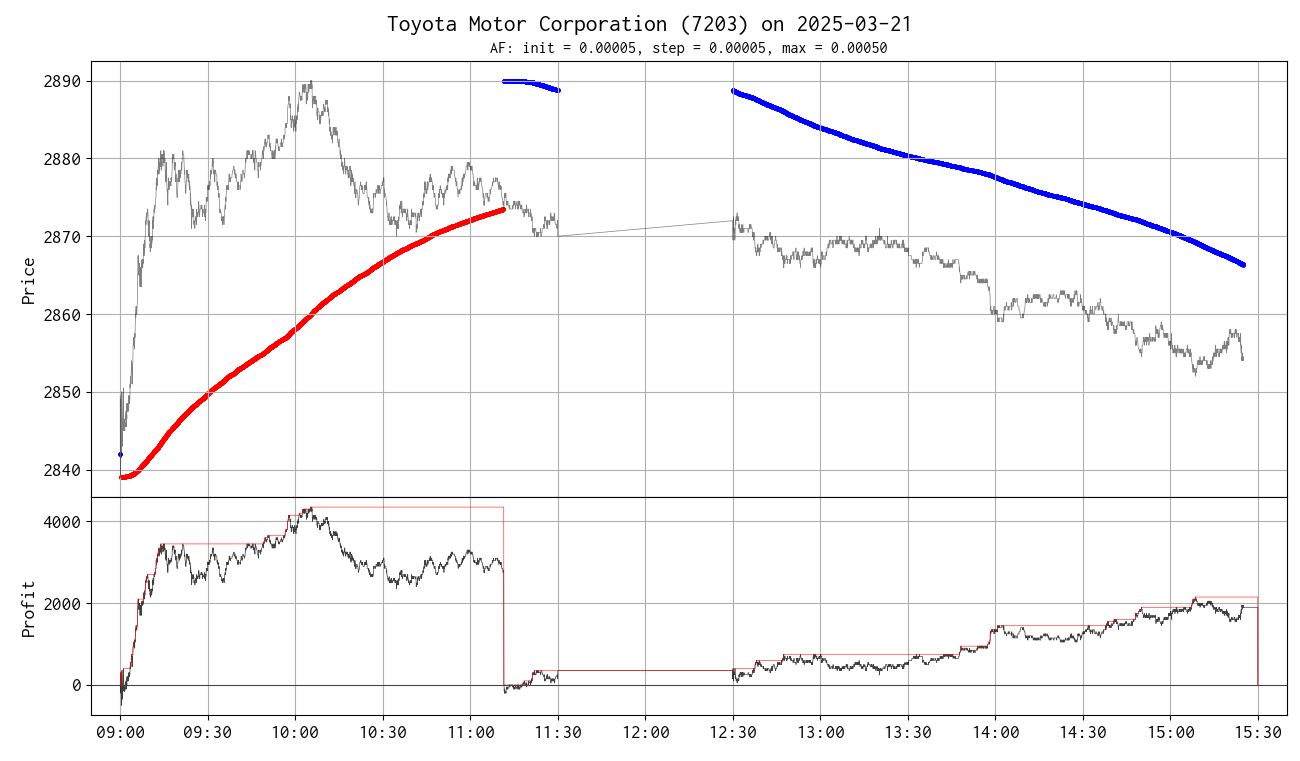 Toyota Motor Corporation (7203) on 2025-03-21
AF: init = 0.00005, step = 0.00005, max = 0.00050
Price
2890
2880
2870
2860
2850
2840
Profit
4000
2000
0
09:00 09:30 10:00 10:30 11:00 11:30 12:00 12:30 13:00 13:30 14:00 14:30 15:00 15:30